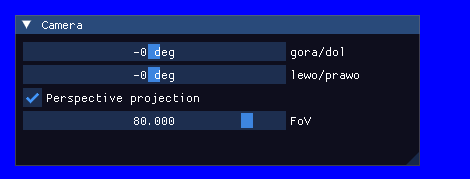 Camera
-0 deg gora/dol
-0 deg lewo/prawo
Perspective projection
80.000 FoV